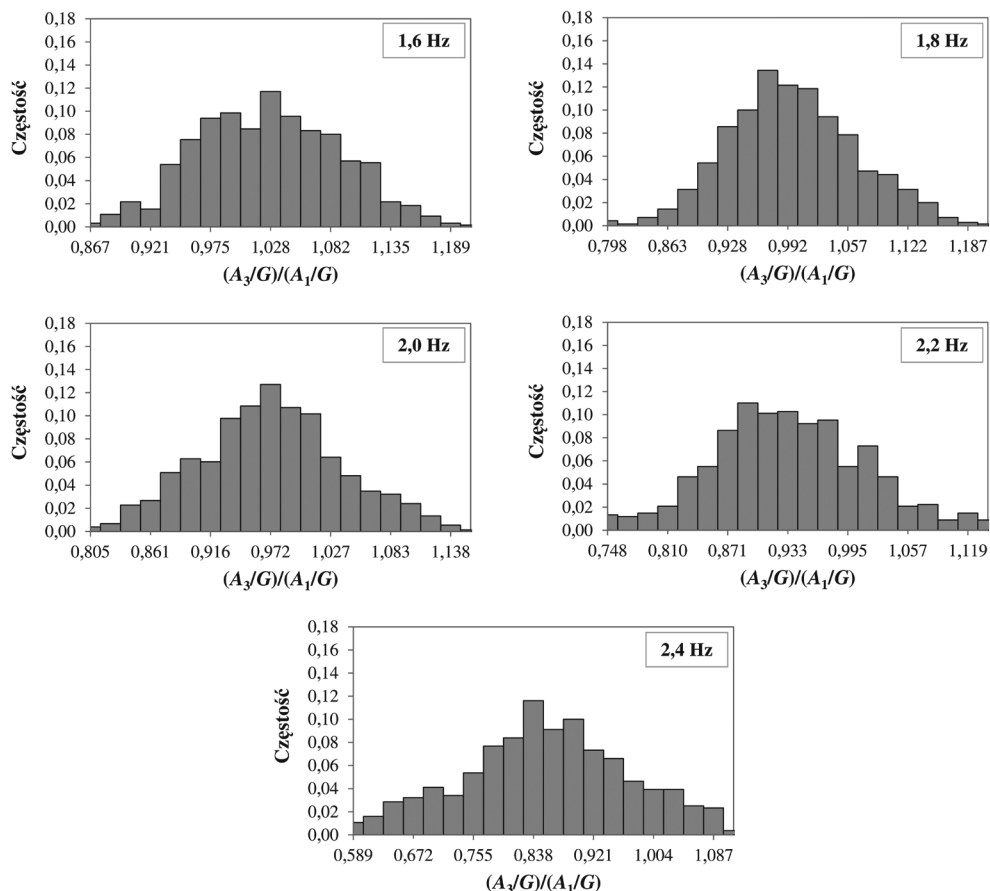 0,18
0,16
0,14
0,12
0,10
0,08
0,06
0,04
0,02
0,00
Częstość
1,6 Hz
0,867 0,921 0,975 1,028 1,082 1,135 1,189
(A₃/G)/(A₁/G)
0,18
0,16
0,14
0,12
0,10
0,08
0,06
0,04
0,02
0,00
Częstość
1,8 Hz
0,798 0,863 0,928 0,992 1,057 1,122 1,187
(A₃/G)/(A₁/G)
0,18
0,16
0,14
0,12
0,10
0,08
0,06
0,04
0,02
0,00
Częstość
2,0 Hz
0,805 0,861 0,916 0,972 1,027 1,083 1,138
(A₃/G)/(A₁/G)
0,18
0,16
0,14
0,12
0,10
0,08
0,06
0,04
0,02
0,00
Częstość
2,2 Hz
0,748 0,810 0,871 0,933 0,995 1,057 1,119
(A₃/G)/(A₁/G)
0,18
0,16
0,14
0,12
0,10
0,08
0,06
0,04
0,02
0,00
Częstość
2,4 Hz
0,589 0,672 0,755 0,838 0,921 1,004 1,087
(A₃/G)/(A₁/G)